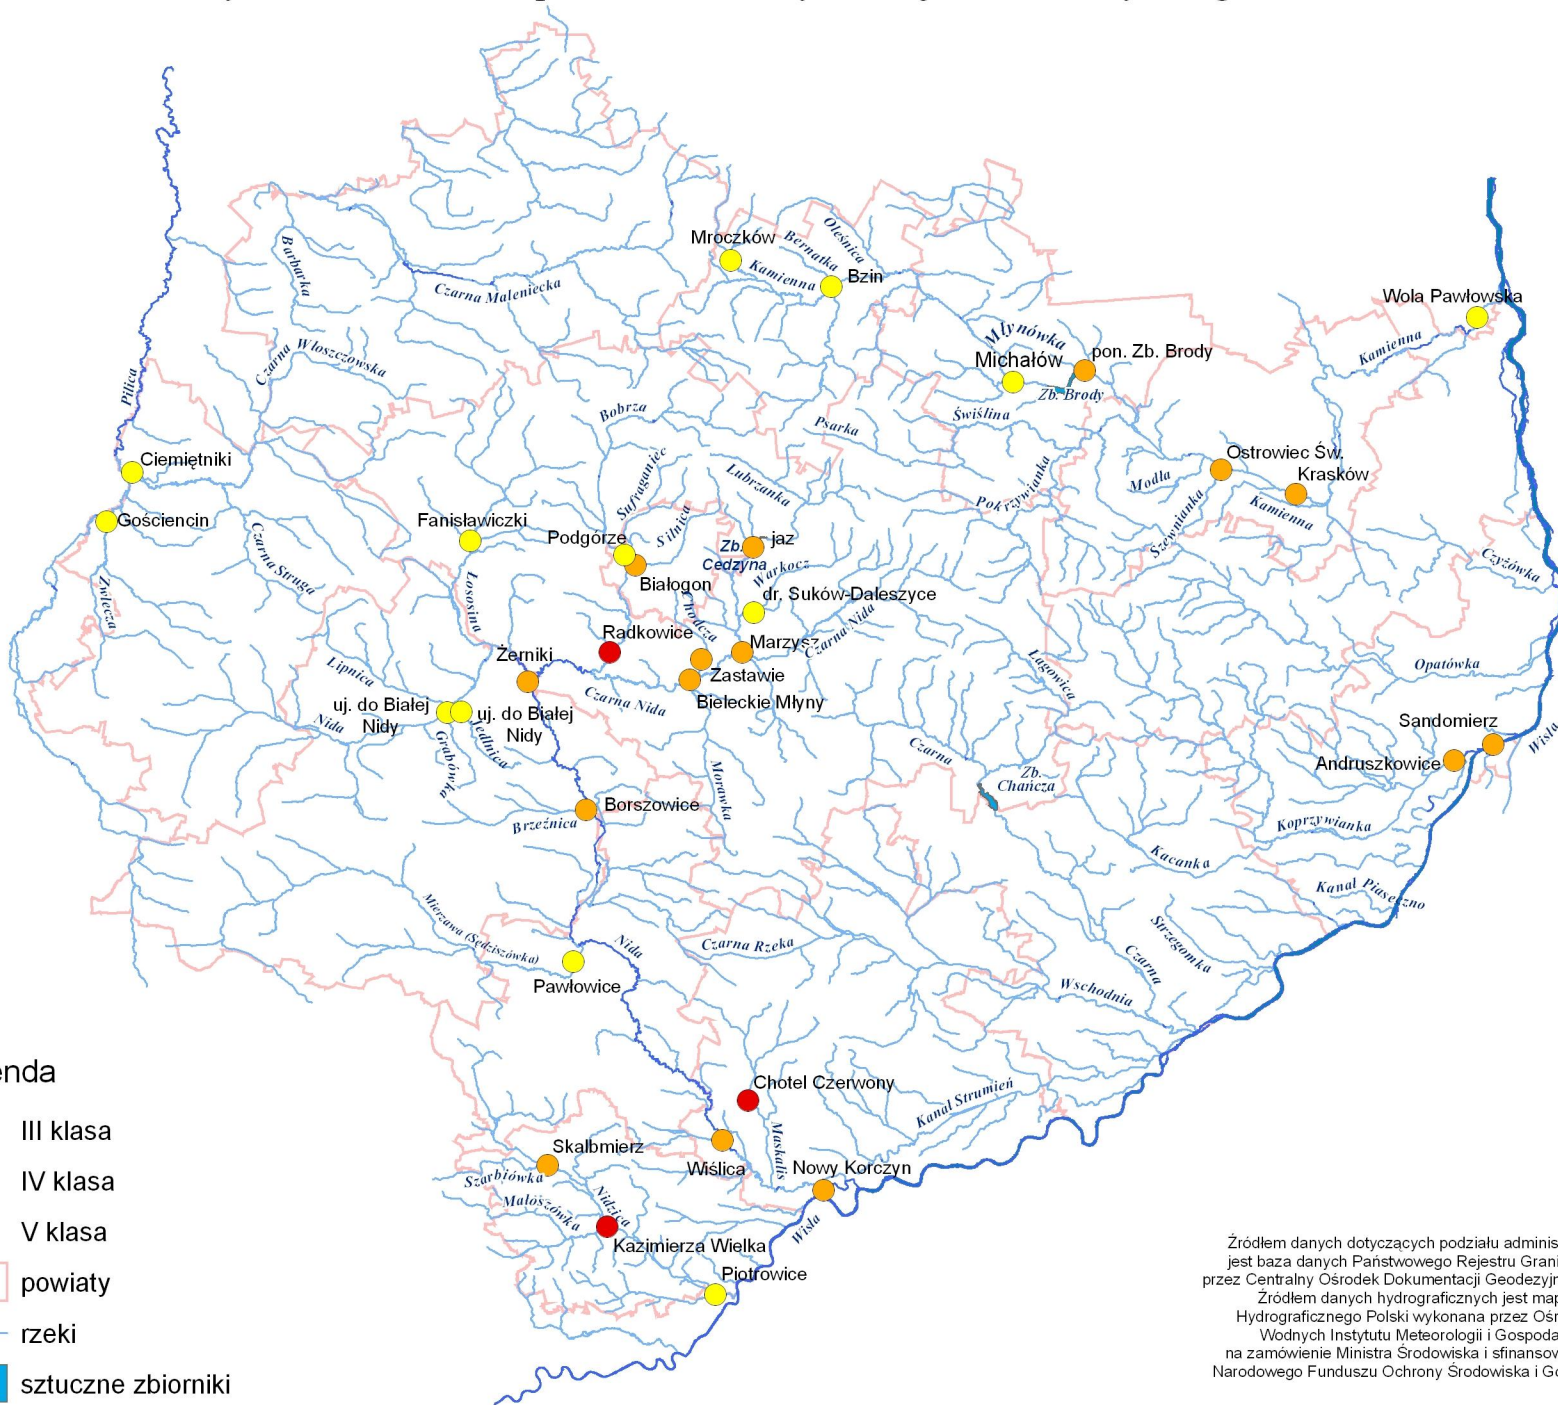 Mroczków
Bernatka
Oleśnica
Kamienna
Bzin
Barbarka
Czarna Maleniecka
Wola Pawłowska
Młynówka
Kamienna
pon. Zb. Brody
Michałów
Zb. Brody
Czarna Włoszczowska
Pilica
Bobrza
Psarka
Świślina
Ciemiętniki
Sufraganiec
Lubrzanka
Pokrzywianka
Modła
Ostrowiec Św.
Krasków
Kamienna
Szewnianka
Gościencin
Fanisławiczki
Podgórze
Silnica
Zb.
Cedzyna
jaz
Czarna Struga
Białogon
Warkocz
Czyżówka
Zwlecza
Łososina
dr. Suków-Daleszyce
Chodcza
Radkowice
Marzysz
Czarna Nida
Żerniki
Zastawie
Lipnica
Łagowica
Opatówka
Czarna Nida
Bieleckie Młyny
uj. do Białej
Nidy
uj. do Białej
Nidy
Nida
Grabówka
Jedlnica
Sandomierz
Andruszkowice
Wisła
Czarna
Zb.
Chańcza
Morawka
Borszowice
Brzeźnica
Koprzywianka
Kacanka
Kanał Piaseczno
Mierzawa (Sędziszówka)
Nida
Czarna Rzeka
Strzegomka
Czarna
Pawłowice
Wschodnia
enda
III klasa
IV klasa
V klasa
powiaty
rzeki
sztuczne zbiorniki
Chotel Czerwony
Kanał Strumień
Skalbmierz
Maskalis
Wiślica
Nowy Korczyn
Szarbiówka
Małoszówka
Nidzica
Kazimierza Wielka
Wisła
Piotrowice
Źródłem danych dotyczących podziału adminis
jest baza danych Państwowego Rejestru Grani
przez Centralny Ośrodek Dokumentacji Geodezyjn
Źródłem danych hydrograficznych jest map
Hydrograficznego Polski wykonana przez Ośr
Wodnych Instytutu Meteorologii i Gospoda
na zamówienie Ministra Środowiska i sfinansow
Narodowego Funduszu Ochrony Środowiska i Go